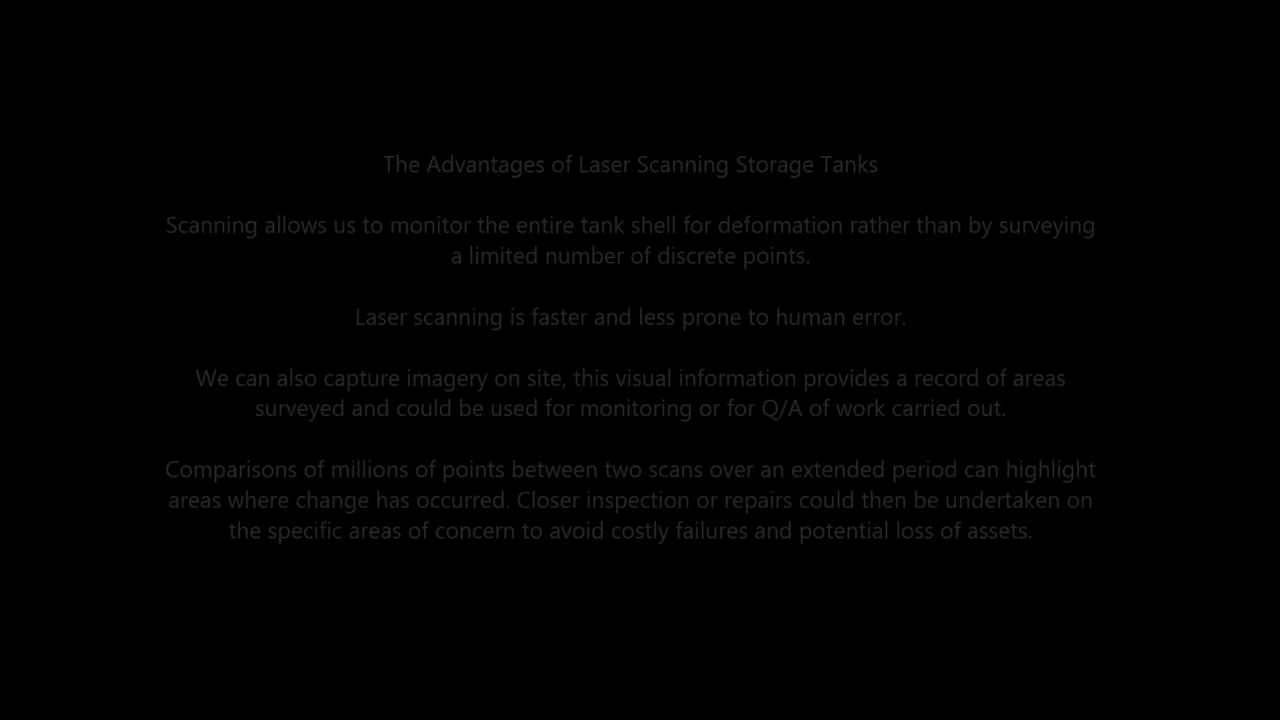 The Advantages of Laser Scanning Storage Tanks
Scanning allows us to monitor the entire tank shell for deformation rather than by surveying
a limited number of discrete points.
Laser scanning is faster and less prone to human error.
We can also capture imagery on site, this visual information provides a record of areas
surveyed and could be used for monitoring or for Q/A of work carried out.
Comparisons of millions of points between two scans over an extended period can highlight
areas where change has occurred. Closer inspection or repairs could then be undertaken on
the specific areas of concern to avoid costly failures and potential loss of assets.